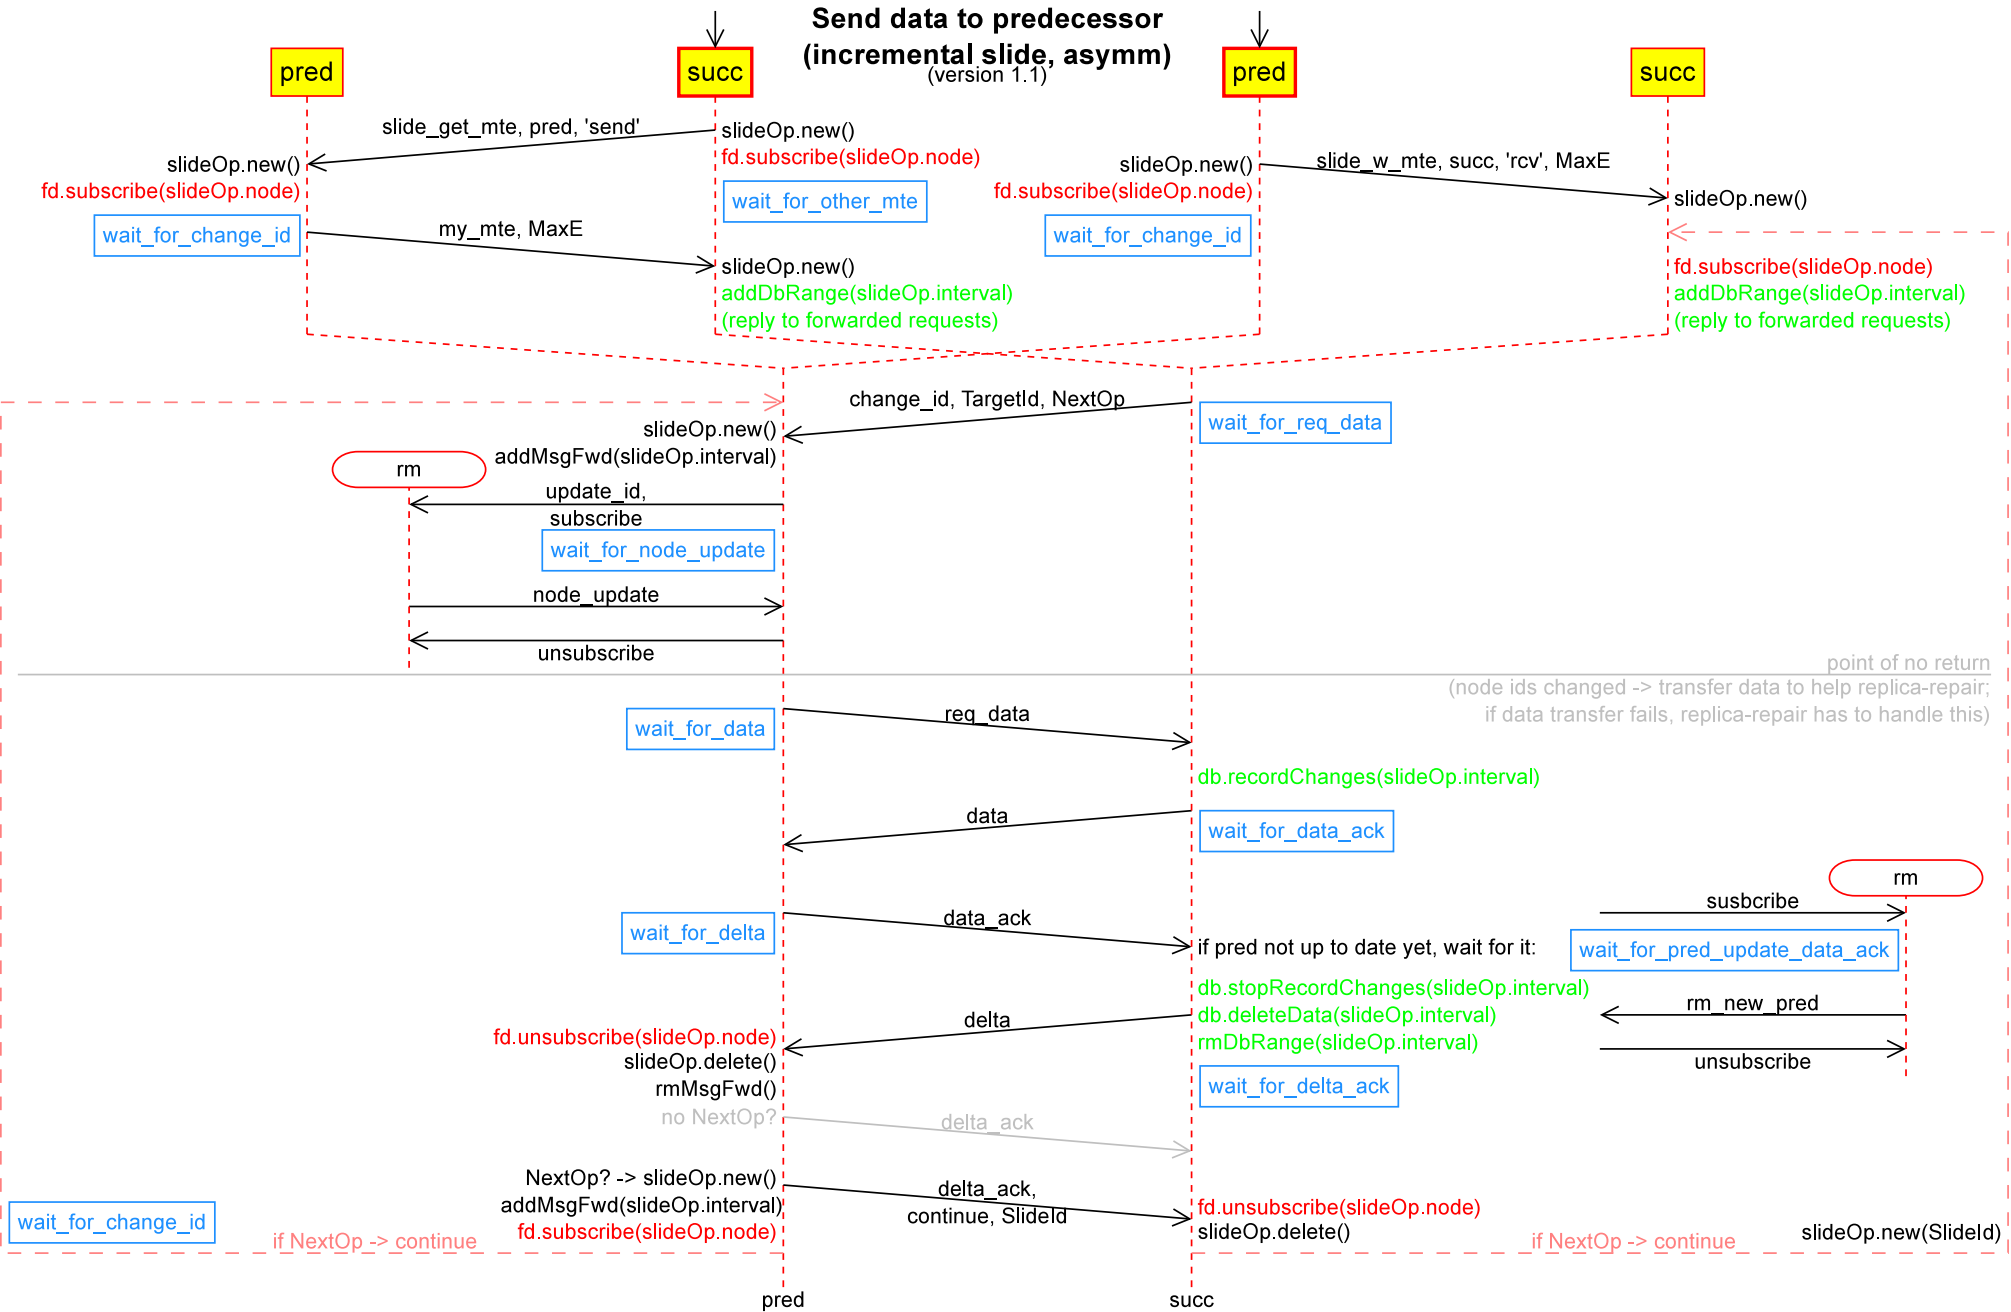 Send data to predecessor
(incremental slide, asymm)
(version 1.1)
pred
succ
pred
succ
slide_get_mte, pred, 'send'
slideOp.new()
fd.subscribe(slideOp.node)
wait_for_other_mte
slideOp.new()
fd.subscribe(slideOp.node)
wait_for_change_id
my_mte, MaxE
slideOp.new()
addDbRange(slideOp.interval)
(reply to forwarded requests)
slideOp.new()
fd.subscribe(slideOp.node)
wait_for_change_id
slide_w_mte, succ, 'rcv', MaxE
slideOp.new()
fd.subscribe(slideOp.node)
addDbRange(slideOp.interval)
(reply to forwarded requests)
change_id, TargetId, NextOp
wait_for_req_data
slideOp.new()
addMsgFwd(slideOp.interval)
rm
update_id,
subscribe
wait_for_node_update
node_update
unsubscribe
point of no return
(node ids changed -> transfer data to help replica-repair;
if data transfer fails, replica-repair has to handle this)
wait_for_data
req_data
db.recordChanges(slideOp.interval)
data
wait_for_data_ack
rm
wait_for_delta
data_ack
susbcribe
if pred not up to date yet, wait for it:
wait_for_pred_update_data_ack
db.stopRecordChanges(slideOp.interval)
db.deleteData(slideOp.interval)
rmDbRange(slideOp.interval)
rm_new_pred
unsubscribe
delta
fd.unsubscribe(slideOp.node)
slideOp.delete()
rmMsgFwd()
wait_for_delta_ack
no NextOp?
delta_ack
NextOp? -> slideOp.new()
addMsgFwd(slideOp.interval)
fd.subscribe(slideOp.node)
delta_ack,
continue, SlideId
wait_for_change_id
fd.unsubscribe(slideOp.node)
slideOp.delete()
slideOp.new(SlideId)
if NextOp -> continue
if NextOp -> continue
pred
succ